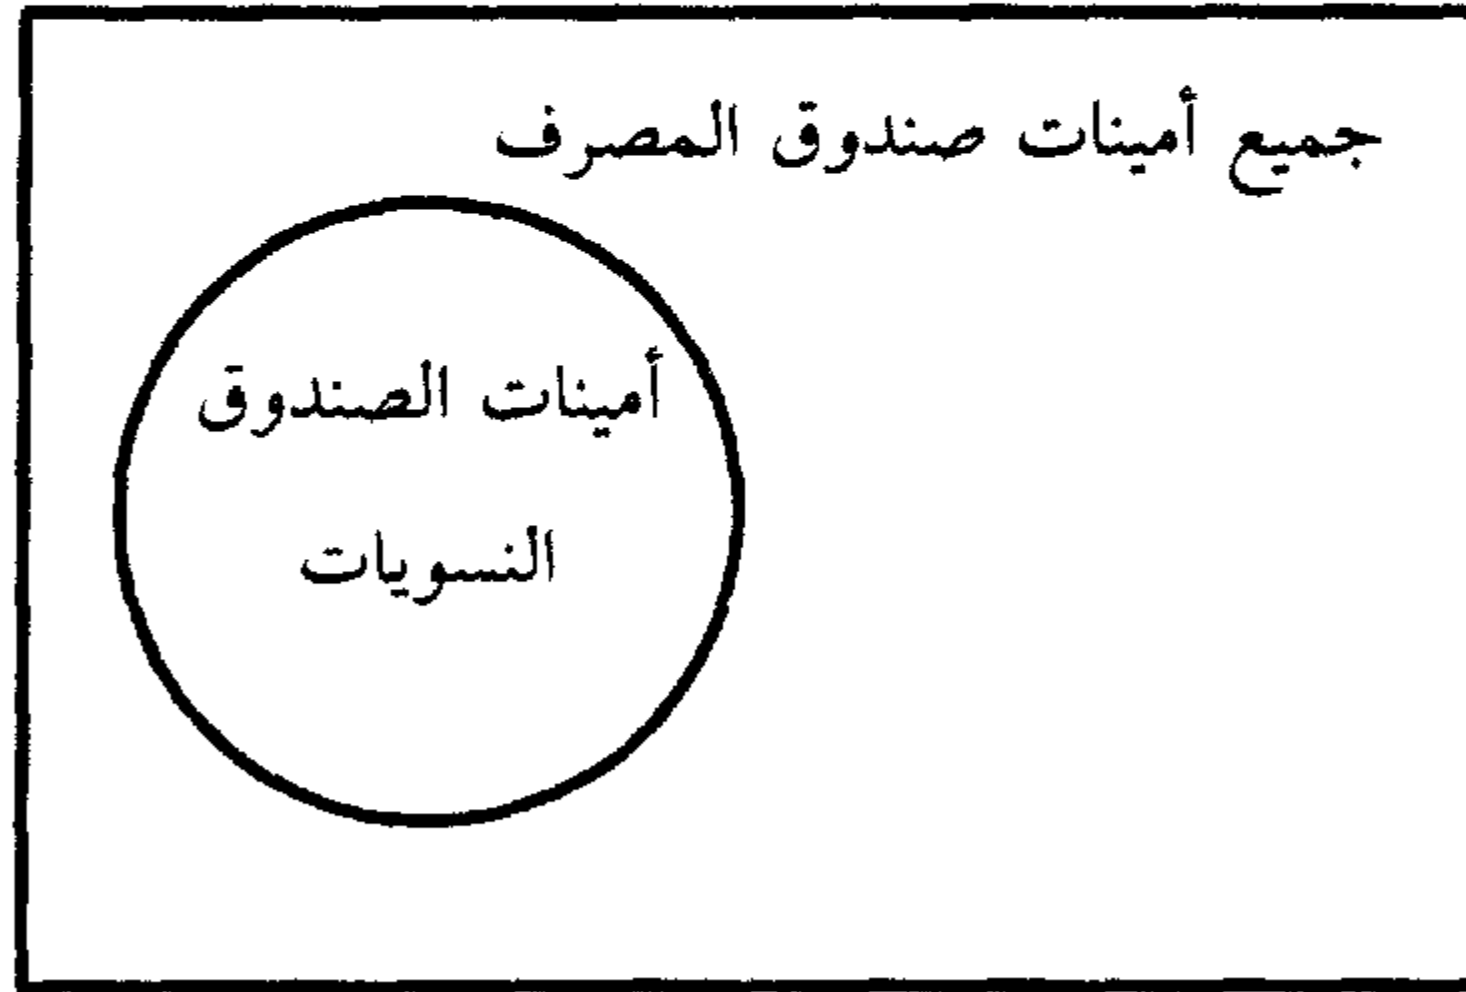 جميع أمينات صندوق المصرف
أمينات الصندوق
النسويات